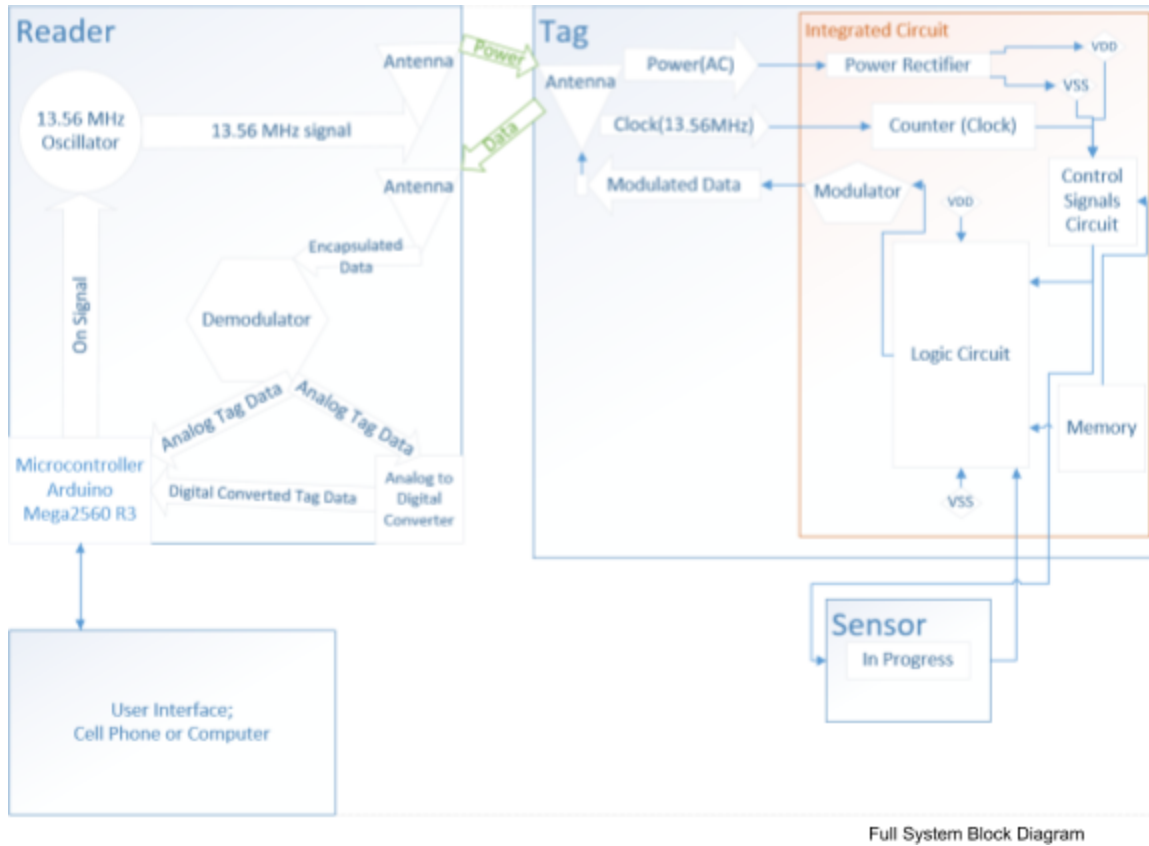 Reader
Antenna
13.56 MHz
Oscillator
13.56 MHz signal
Antenna
Encapsulated
Data
Demodulator
On Signal
Analog Tag Data
Analog Tag Data
Microcontroller
Arduino
Mega2560 R3
Digital Converted Tag Data
Analog to
Digital
Converter
User Interface;
Cell Phone or Computer
Power
Data
Tag
Antenna
Power(AC)
Clock(13.56MHz)
Modulated Data
Integrated Circuit
Power Rectifier
VDD
VSS
Counter (Clock)
Modulator
VDD
Control
Signals
Circuit
Logic Circuit
Memory
VSS
Sensor
In Progress
Full System Block Diagram